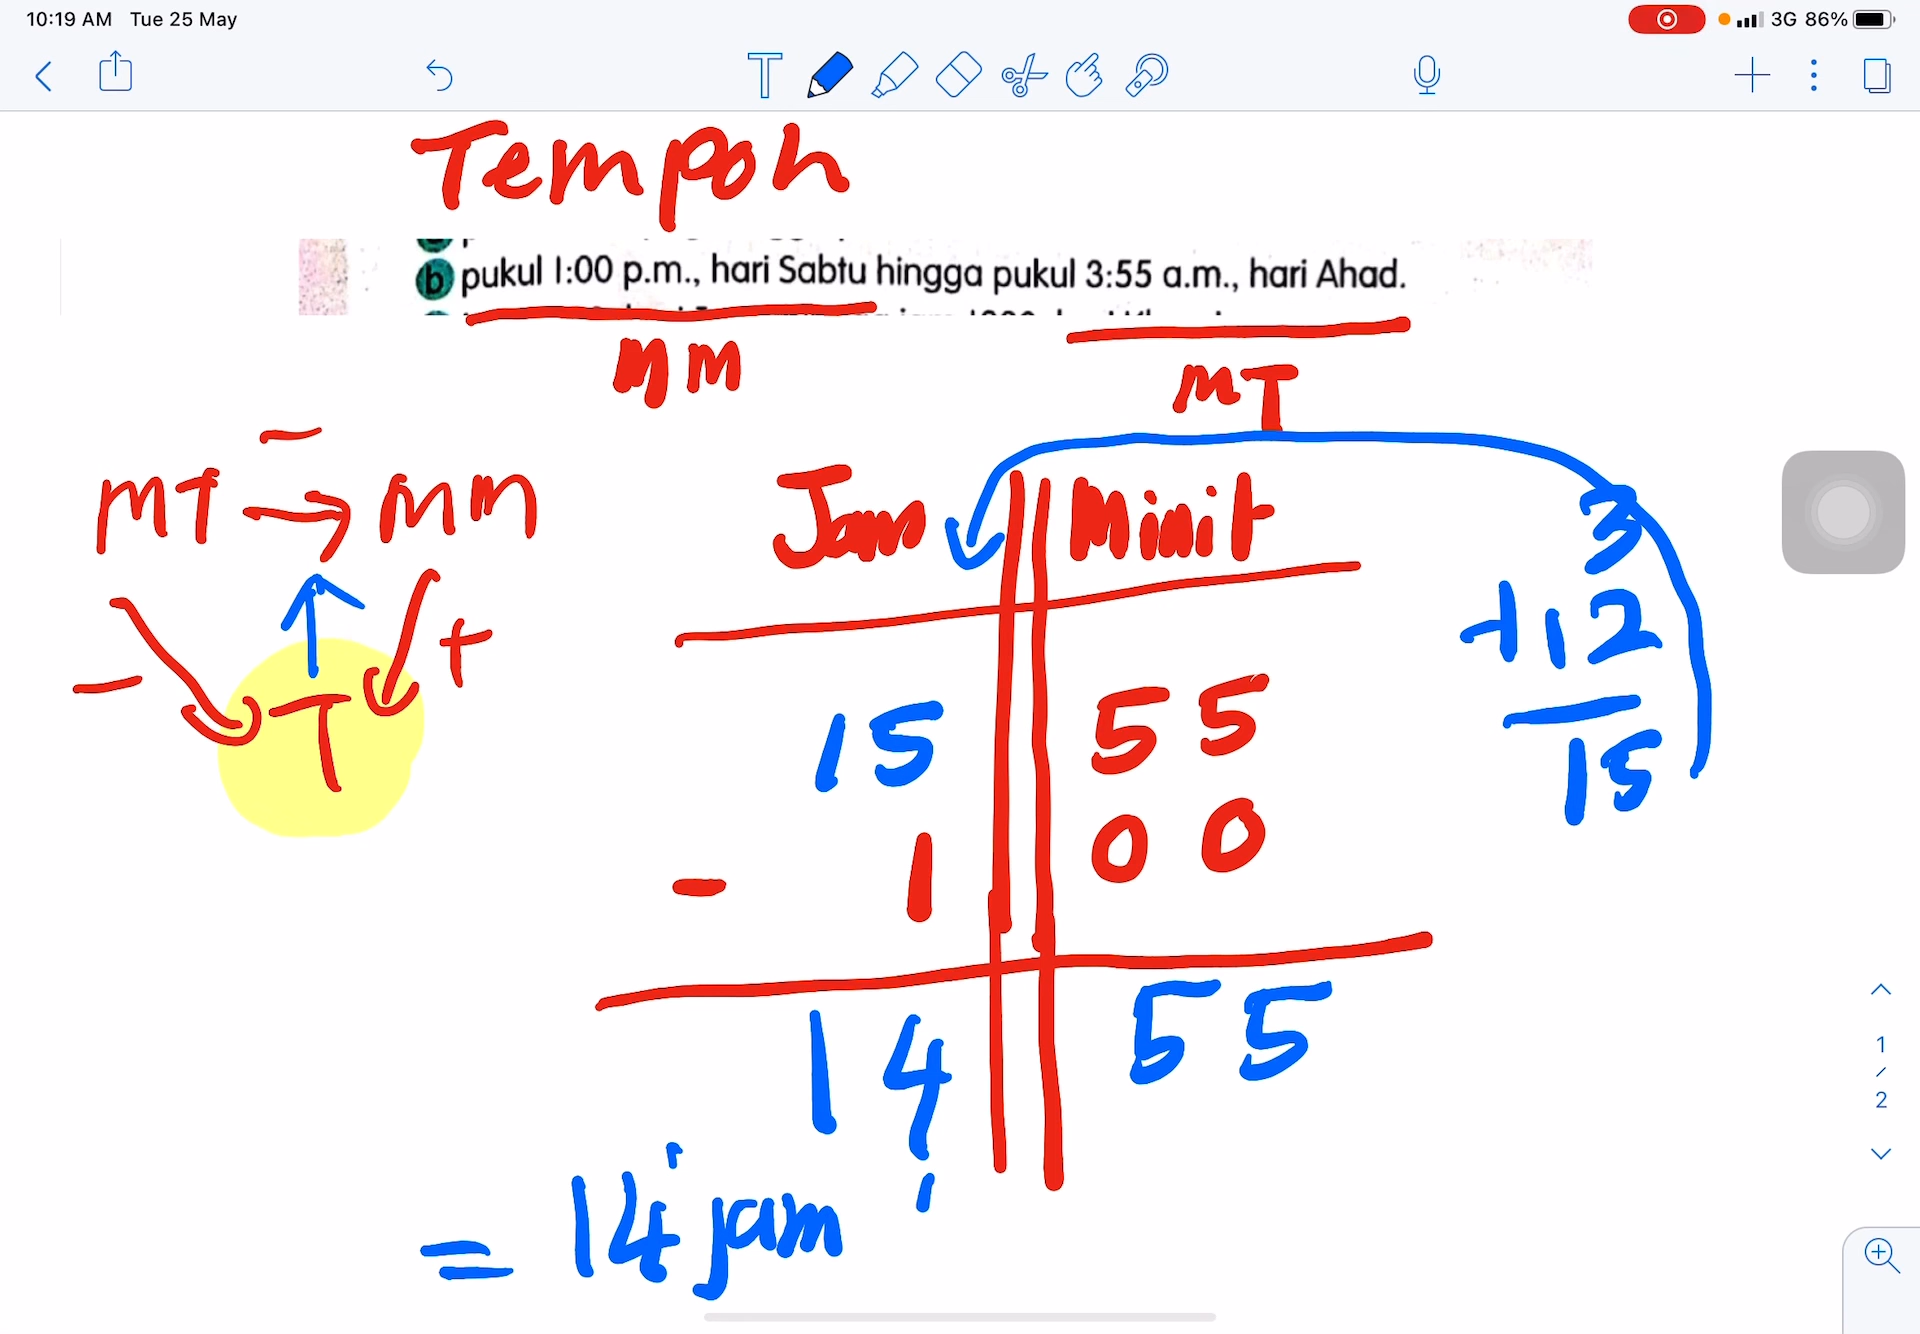 10:19 AM Tue 25 May 3G 86%
T
Tempoh
b pukul 1:00 p.m., hari Sabtu hingga pukul 3:55 a.m., hari Ahad.
MM MT
MT → MM
-
- T +
Jam Minit
15 55
- 1 00
14 55
3
+12
15
= 14 jam
1
/
2